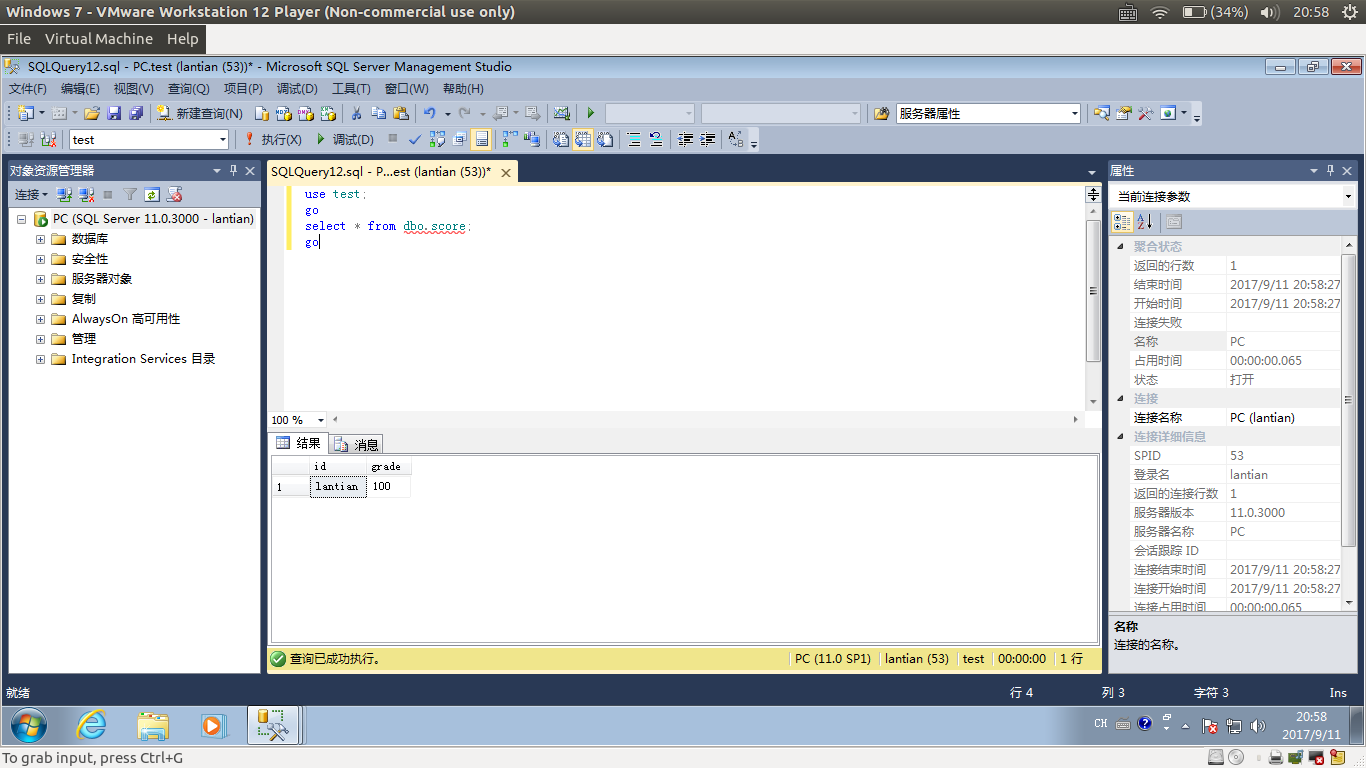 Windows 7 - VMware Workstation 12 Player (Non-commercial use only)
(34%)
20:58
File Virtual Machine Help
SQLQuery12.sql - PC.test (lantian (53))* - Microsoft SQL Server Management Studio
文件(F) 编辑(E) 视图(V) 查询(Q) 项目(P) 调试(D) 工具(T) 窗口(W) 帮助(H)
新建查询(N)
服务器属性
test
执行(X) 调试(D)
对象资源管理器
连接
PC (SQL Server 11.0.3000 - lantian)
数据库
安全性
服务器对象
复制
AlwaysOn 高可用性
管理
Integration Services 目录
SQLQuery12.sql - P...est (lantian (53))*
use test;
go
select * from dbo.score;
go
100 %
结果 消息
id grade
1 lantian 100
查询已成功执行。
PC (11.0 SP1) lantian (53) test 00:00:00 1 行
属性
当前连接参数
聚合状态
返回的行数 1
结束时间 2017/9/11 20:58:27
开始时间 2017/9/11 20:58:27
连接失败
名称 PC
占用时间 00:00:00.065
状态 打开
连接
连接名称 PC (lantian)
连接详细信息
SPID 53
登录名 lantian
返回的连接行数 1
服务器版本 11.0.3000
服务器名称 PC
会话跟踪 ID
连接结束时间 2017/9/11 20:58:27
连接开始时间 2017/9/11 20:58:27
连接占用时间 00:00:00.065
名称
连接的名称。
就绪
行 4 列 3 字符 3 Ins
CH
20:58
2017/9/11
To grab input, press Ctrl+G